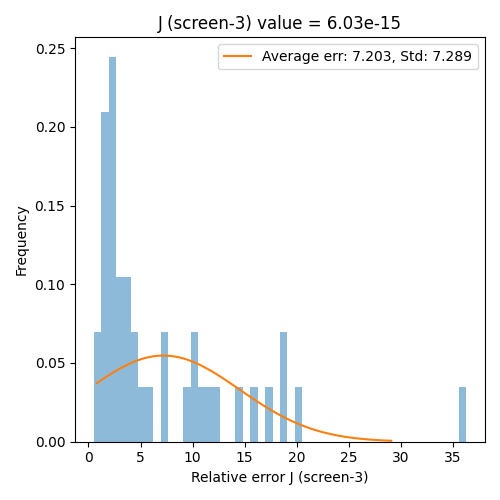 J (screen-3) value = 6.03e-15
Average err: 7.203, Std: 7.289
0.25
0.20
0.15
0.10
0.05
0.00
Frequency
0 5 10 15 20 25 30 35
Relative error J (screen-3)